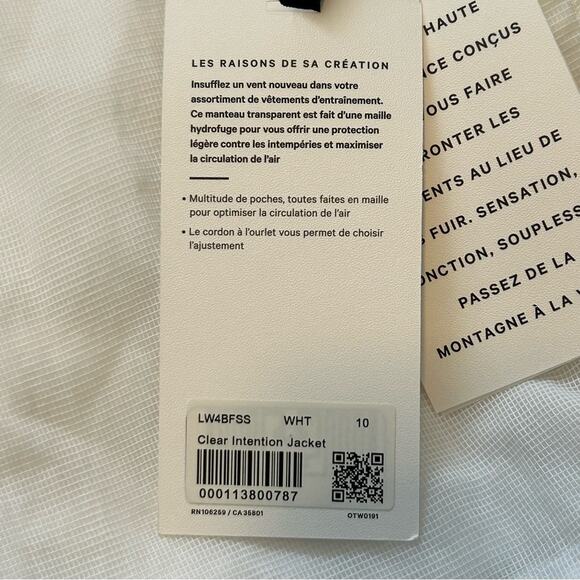 LES RAISONS DE SA CRÉATION
Insufflez un vent nouveau dans votre
assortiment de vêtements d'entraînement.
Ce manteau transparent est fait d'une maille
hydrofuge pour vous offrir une protection
légère contre les intempéries et maximiser
la circulation de l'air
• Multitude de poches, toutes faites en maille
pour optimiser la circulation de l'air
• Le cordon à l'ourlet vous permet de choisir
l'ajustement
LW4BFSS WHT 10
Clear Intention Jacket
000113800787
RN106259 / CA 35801 OTW0191
HAUTE
NCE CONÇUS
OUS FAIRE
RONTER LES
ENTS AU LIEU DE
FUIR. SENSATION,
ONCTION, SOUPLESS
PASSEZ DE LA
MONTAGNE À LA